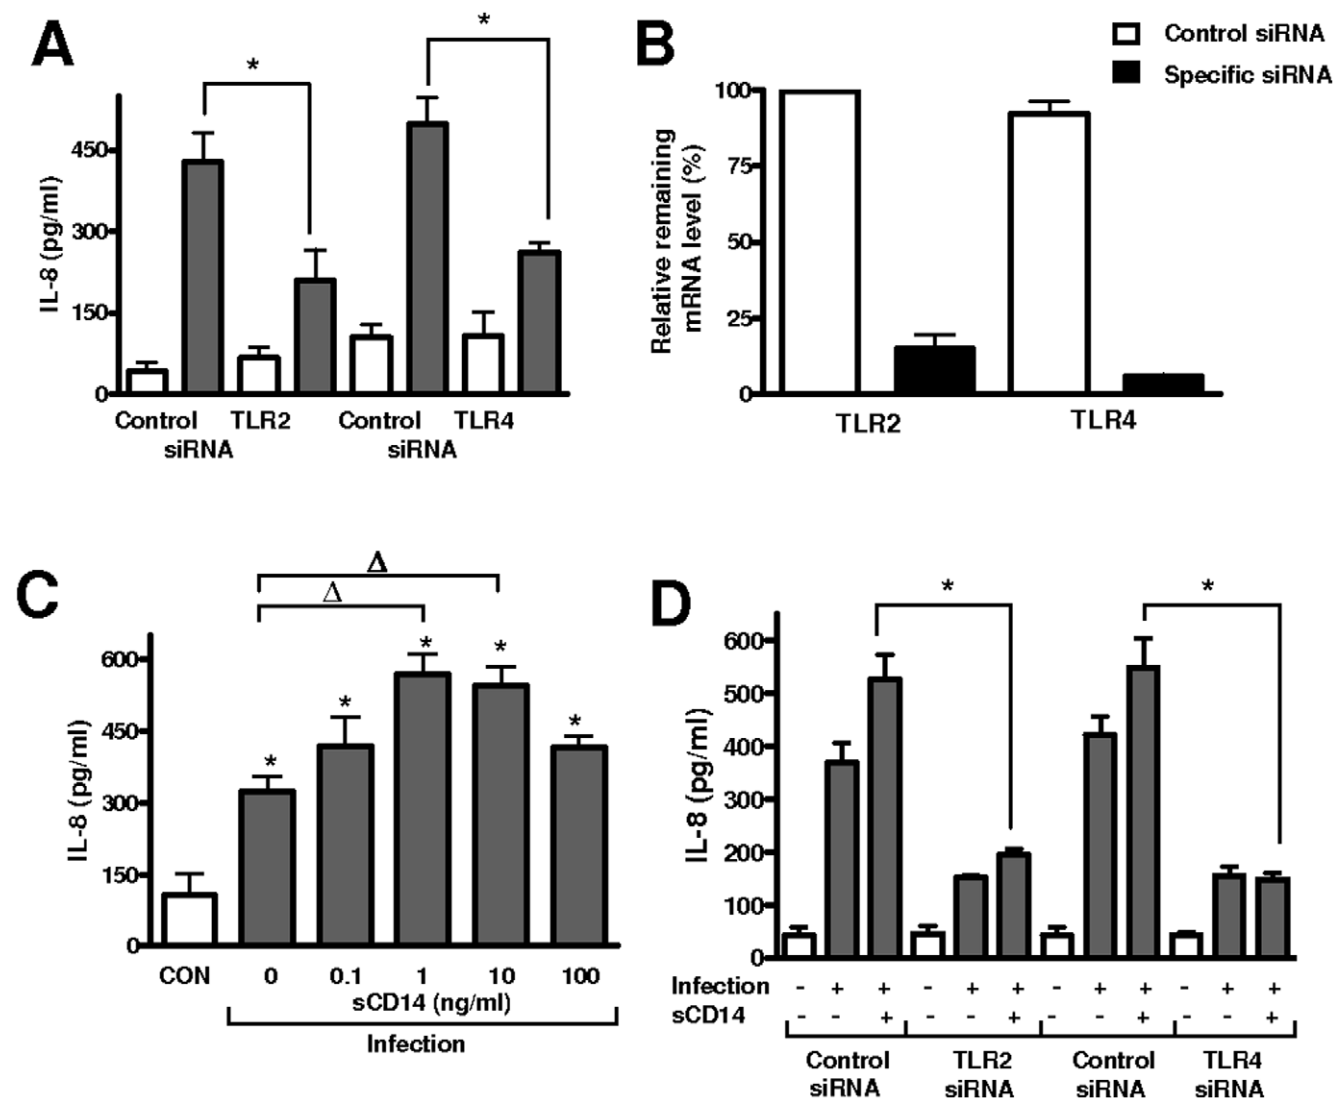 A
*
*
IL-8 (pg/ml)
450
300
150
0
Control TLR2 Control TLR4
siRNA siRNA
B
Control siRNA
Specific siRNA
Relative remaining
mRNA level (%)
100
75
50
25
0
TLR2 TLR4
C
Δ
Δ
IL-8 (pg/ml)
600
450
300
150
0
* * * * *
CON 0 0.1 1 10 100
sCD14 (ng/ml)
Infection
D
* *
IL-8 (pg/ml)
600
500
400
300
200
100
0
Infection - + + - + + - + + - + +
sCD14 - - + - - + - - + - - +
Control TLR2 Control TLR4
siRNA siRNA siRNA siRNA